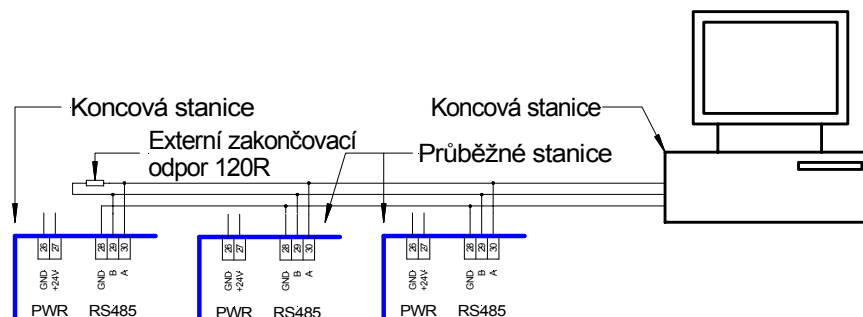 Koncová stanice
Koncová stanice
Externí zakončovací
odpor 120R
Průběžné stanice
26 27 28 29 30
GND +24V GND B A
PWR RS485
26 27 28 29 30
GND +24V GND B A
PWR RS485
26 27 28 29 30
GND +24V GND B A
PWR RS485